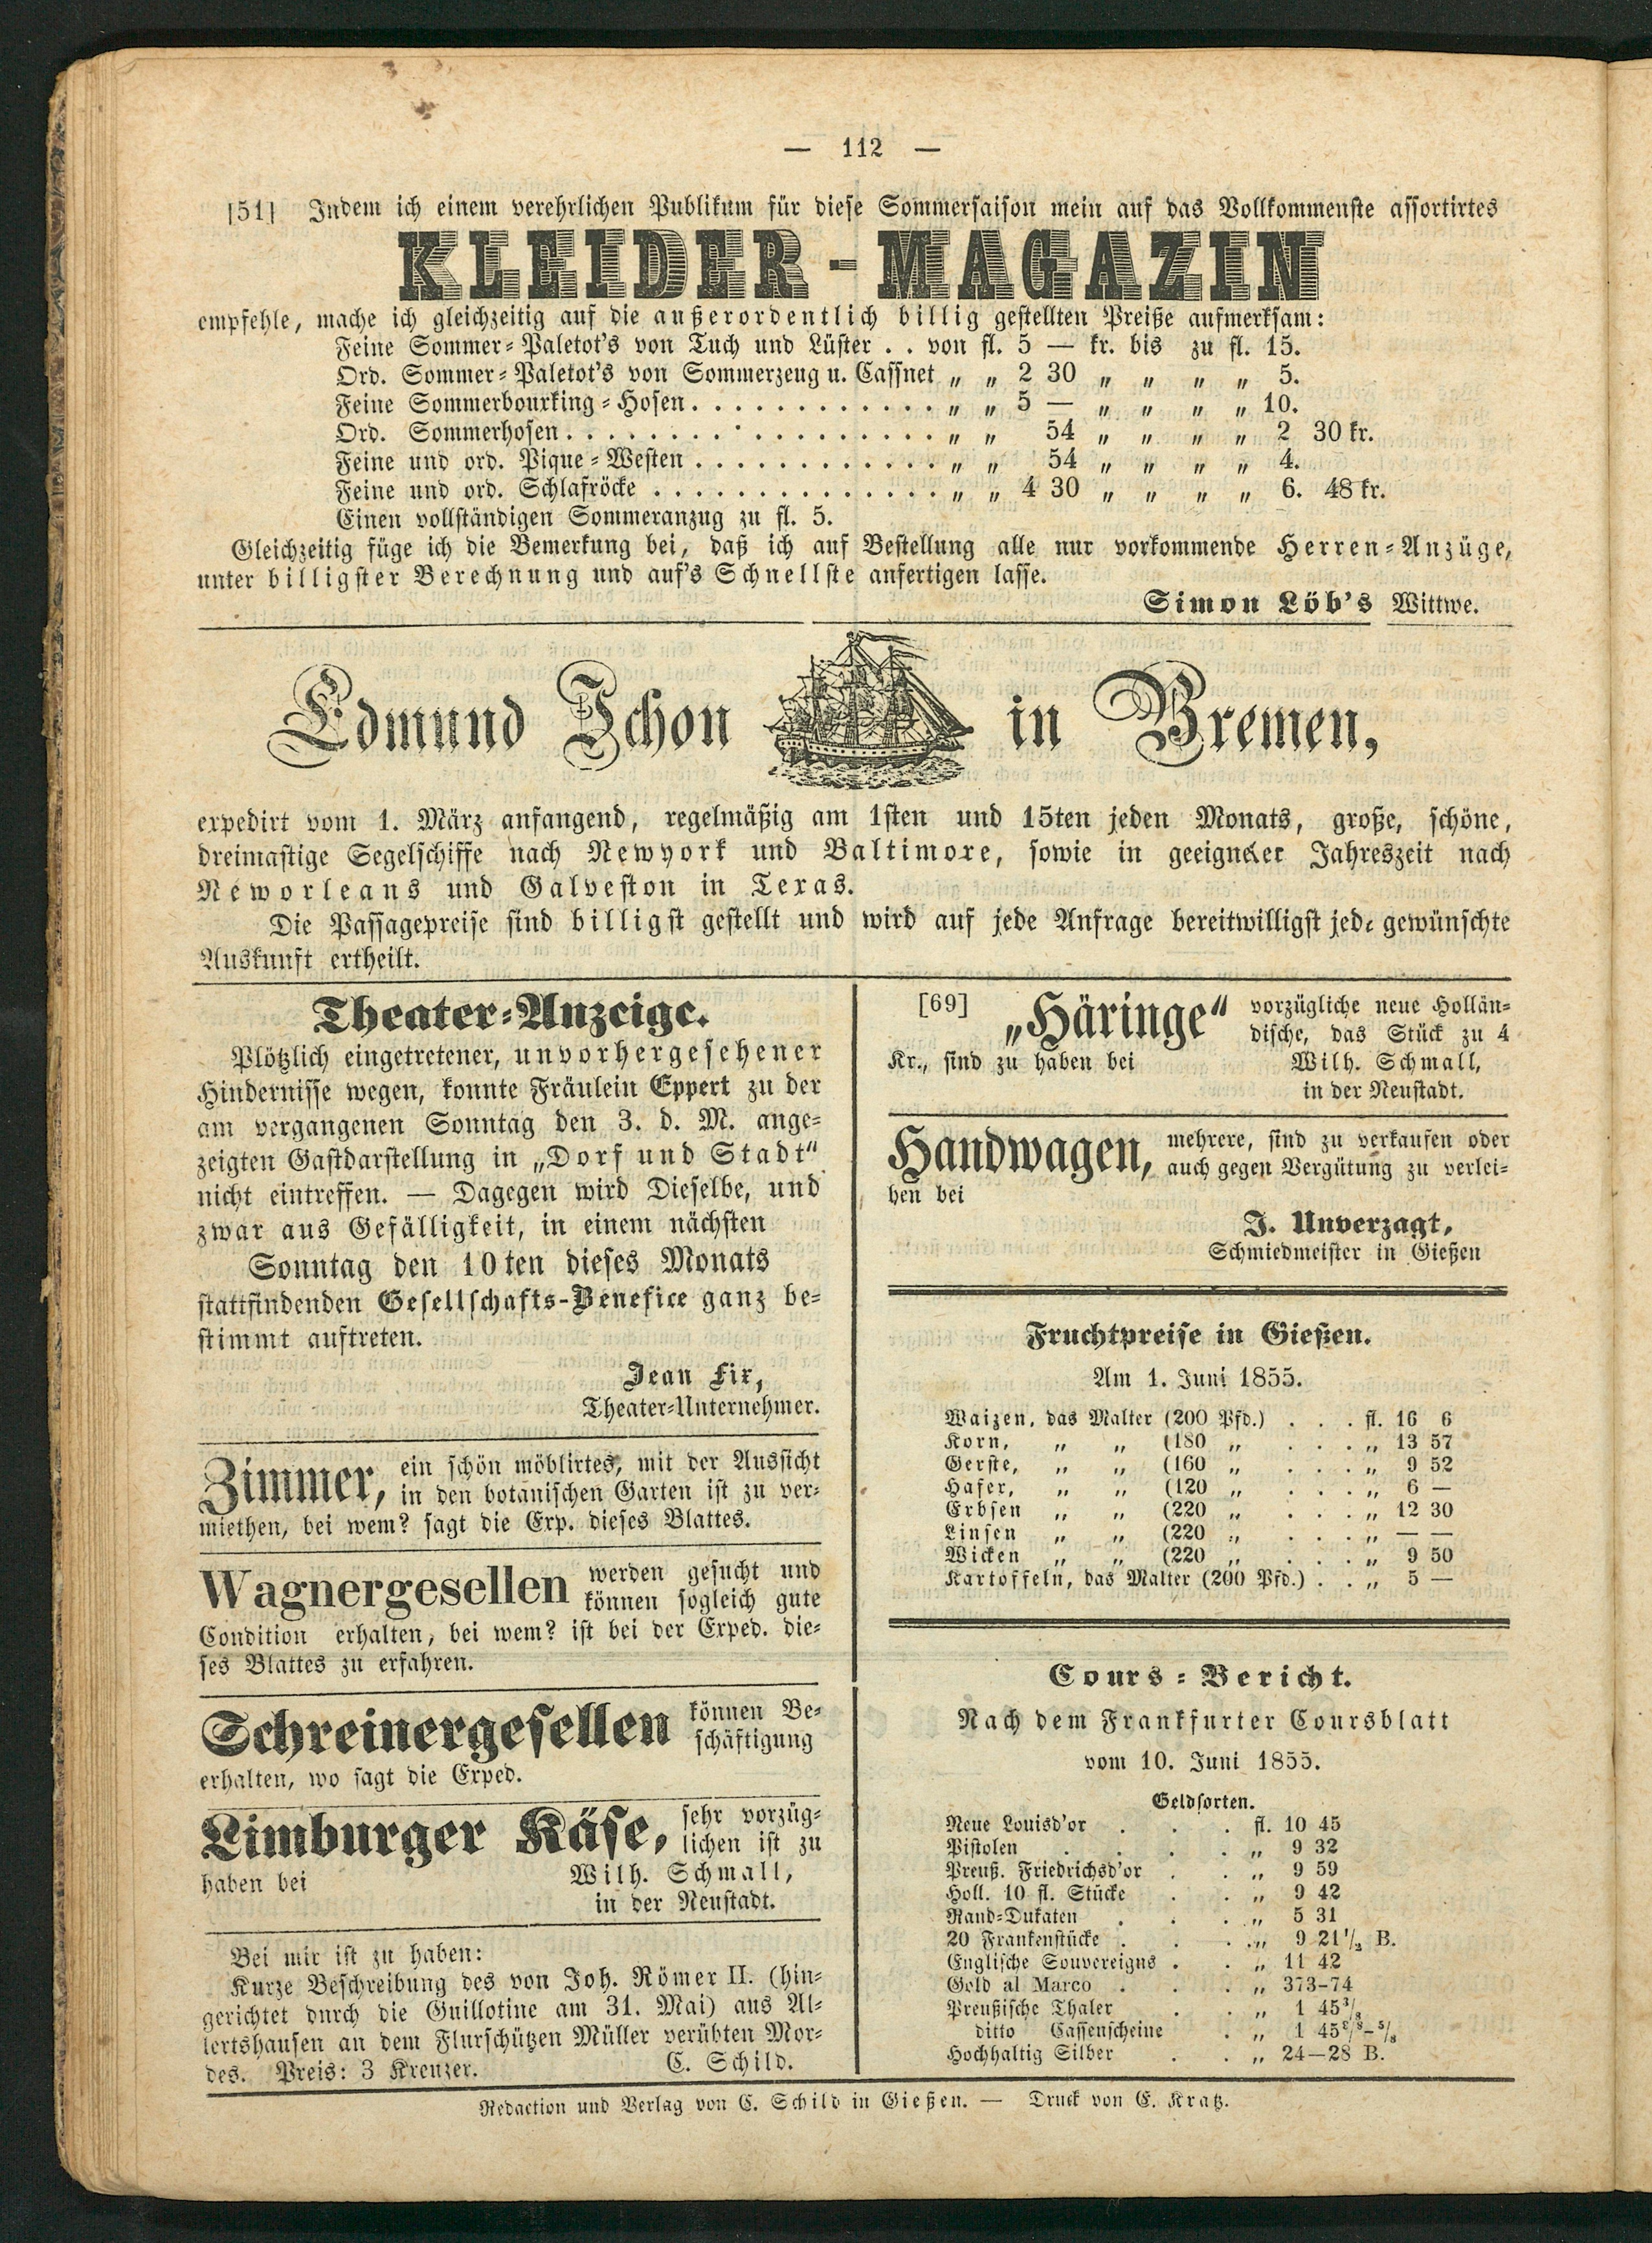 — 112 —
[51] Indem ich einem verehrlichen Publikum für diese Sommersaison mein auf das Vollkommenste assortirtes
KLEIDER-MAGAZIN
empfehle, mache ich gleichzeitig auf die außerordentlich billig gestellten Preiße aufmerksam:
Feine Sommer-Paletot's von Tuch und Lüster . . von fl. 5 — kr. bis zu fl. 15.
Ord. Sommer-Paletot's von Sommerzeug u. Cassnet „ „ 2 30 „ „ „ „ 5.
Feine Sommerbourking-Hosen. . . . . . . . . . . . . „ „ 5 — „ „ „ „ 10.
Ord. Sommerhosen. . . . . . . . . . . . . . . . . . . „ „ 54 „ „ „ „ 2 30 kr.
Feine und ord. Pique-Westen . . . . . . . . . . . . . „ „ 54 „ „ „ „ 4.
Feine und ord. Schlafröcke . . . . . . . . . . . . . . . „ „ 4 30 „ „ „ „ 6. 48 kr.
Einen vollständigen Sommeranzug zu fl. 5.
Gleichzeitig füge ich die Bemerkung bei, daß ich auf Bestellung alle nur vorkommende Herren-Anzüge,
unter billigster Berechnung und auf's Schnellste anfertigen lasse.
Simon Löb's Wittwe.
Edmund Ichon in Bremen,
expedirt vom 1. März anfangend, regelmäßig am 1sten und 15ten jeden Monats, große, schöne,
dreimastige Segelschiffe nach Newyork und Baltimore, sowie in geeigneter Jahreszeit nach
Neworleans und Galveston in Texas.
Die Passagepreise sind billigst gestellt und wird auf jede Anfrage bereitwilligst jede gewünschte
Auskunft ertheilt.
Theater-Anzeige.
Plötzlich eingetretener, unvorhergesehener
Hindernisse wegen, konnte Fräulein Eppert zu der
am vergangenen Sonntag den 3. d. M. ange-
zeigten Gastdarstellung in „Dorf und Stadt"
nicht eintreffen. — Dagegen wird Dieselbe, und
zwar aus Gefälligkeit, in einem nächsten
Sonntag den 10ten dieses Monats
stattfindenden Gesellschafts-Benefice ganz be-
stimmt auftreten.
Jean Fix,
Theater-Unternehmer.
Zimmer, ein schön möblirtes, mit der Aussicht
in den botanischen Garten ist zu ver-
miethen, bei wem? sagt die Exp. dieses Blattes.
Wagnergesellen werden gesucht und
können sogleich gute
Condition erhalten, bei wem? ist bei der Exped. die-
ses Blattes zu erfahren.
Schreinergesellen können Be-
schäftigung
erhalten, wo sagt die Exped.
Limburger Käse, sehr vorzüg-
lichen ist zu
haben bei Wilh. Schmall,
in der Neustadt.
Bei mir ist zu haben:
Kurze Beschreibung des von Joh. Römer II. (hin-
gerichtet durch die Guillotine am 31. Mai) aus Al-
lertshausen an dem Flurschützen Müller verübten Mor-
des. Preis: 3 Kreuzer. C. Schild.
[69] „Häringe" vorzügliche neue Hollän-
dische, das Stück zu 4
Kr., sind zu haben bei Wilh. Schmall,
in der Neustadt.
Handwagen, mehrere, sind zu verkaufen oder
auch gegen Vergütung zu verlei-
hen bei
J. Unverzagt,
Schmiedmeister in Gießen
Fruchtpreise in Gießen.
Am 1. Juni 1855.
Waizen, das Malter (200 Pfd.) . . . fl. 16 6
Korn, „ „ (180 „ . . . „ 13 57
Gerste, „ „ (160 „ . . . „ 9 52
Hafer, „ „ (120 „ . . . „ 6 —
Erbsen „ „ (220 „ . . . „ 12 30
Linsen „ „ (220 „ . . . „ — —
Wicken „ „ (220 „ . . . „ 9 50
Kartoffeln, das Malter (200 Pfd.) . . „ 5 —
Cours-Bericht.
Nach dem Frankfurter Coursblatt
vom 10. Juni 1855.
Geldsorten.
Neue Louisd'or . . . fl. 10 45
Pistolen . . . . „ 9 32
Preuß. Friedrichsd'or . . „ 9 59
Holl. 10 fl. Stücke . . „ 9 42
Rand-Dukaten . . . „ 5 31
20 Frankenstücke . . . „ 9 21½ B.
Englische Souvereigns . . „ 11 42
Gold al Marco . . . „ 373-74
Preußische Thaler . . „ 1 45³/₈
ditto Cassenscheine . „ 1 45³/₈-⁵/₈
Hochhaltig Silber . . „ 24—28 B.
Redaction und Verlag von C. Schild in Gießen. — Druck von E. Kratz.